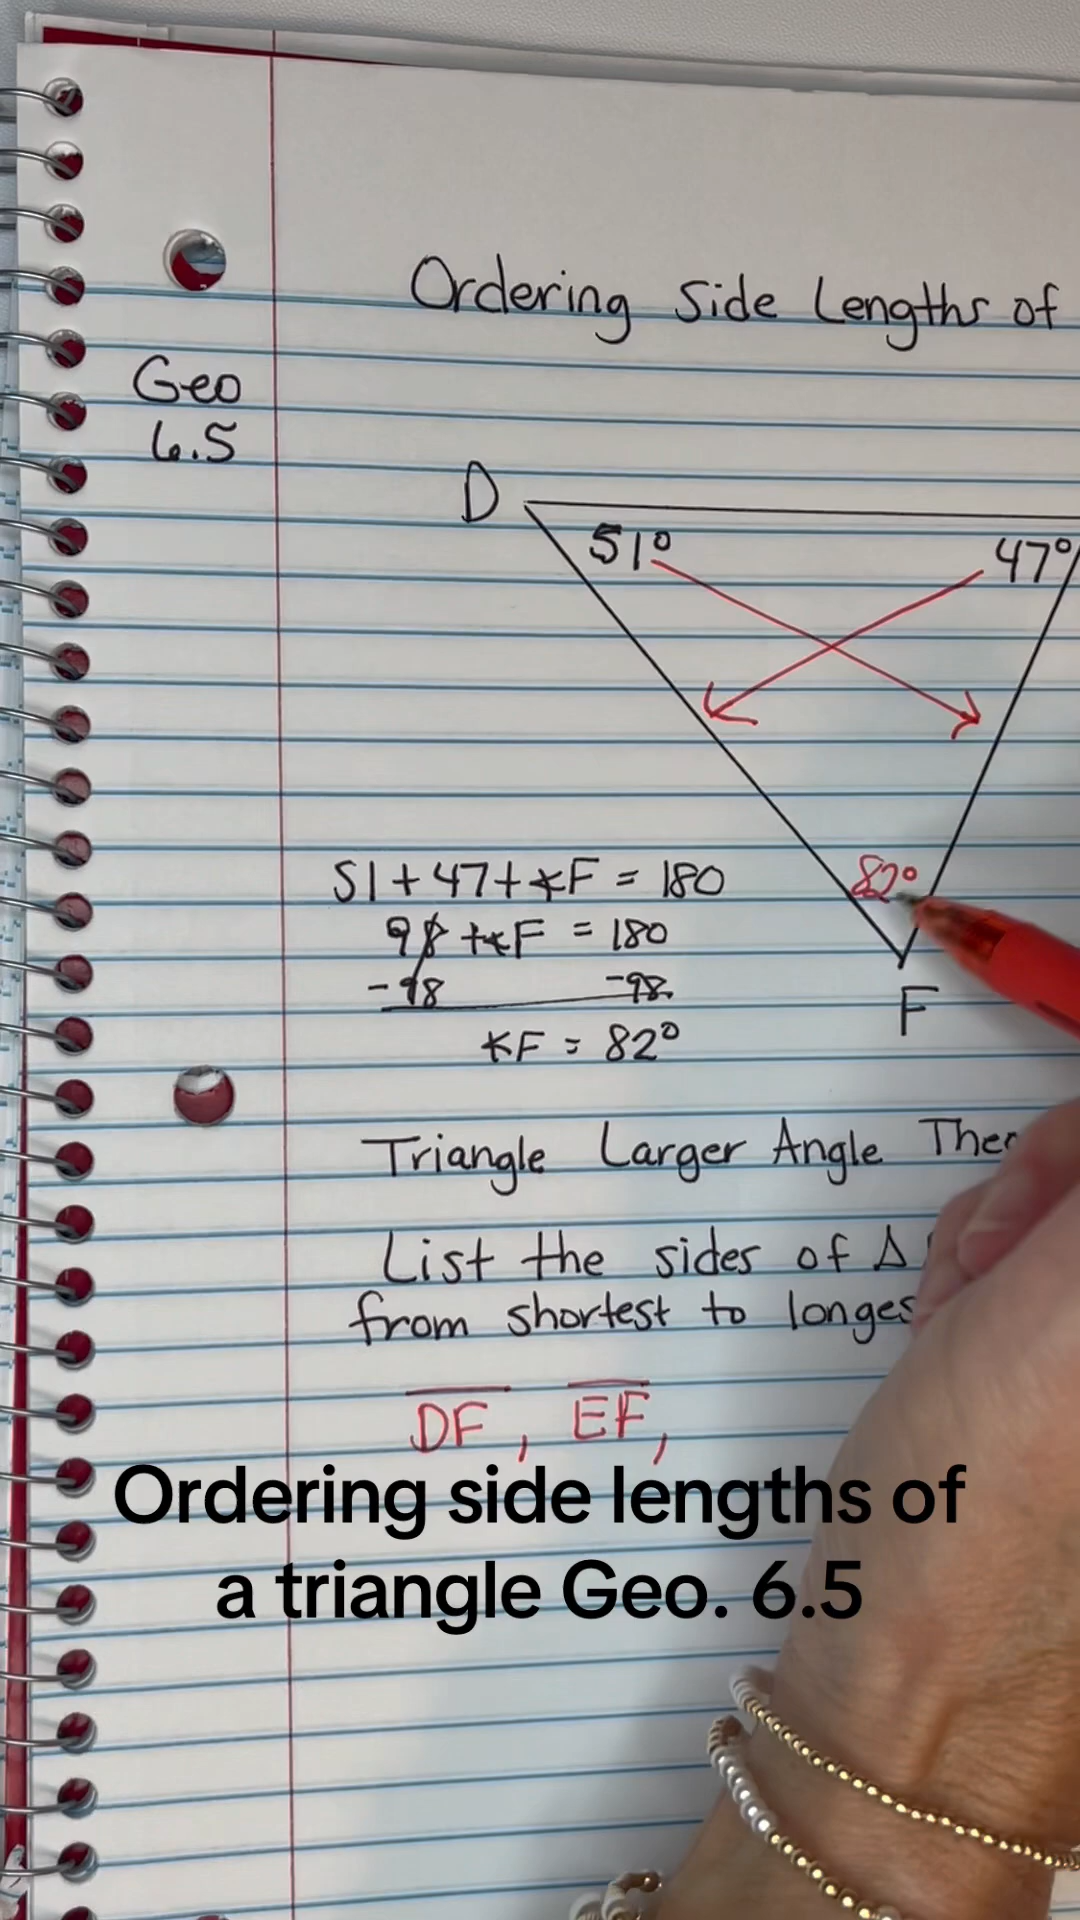 Ordering Side Lengths of
Geo
6.5
D
51°
47°
82°
F
51+47+∡F = 180
98+∡F = 180
-98 -98
∡F = 82°
Triangle Larger Angle
List the sides of Δ
from shortest to
DF, EF,
Ordering side lengths of
a triangle Geo. 6.5